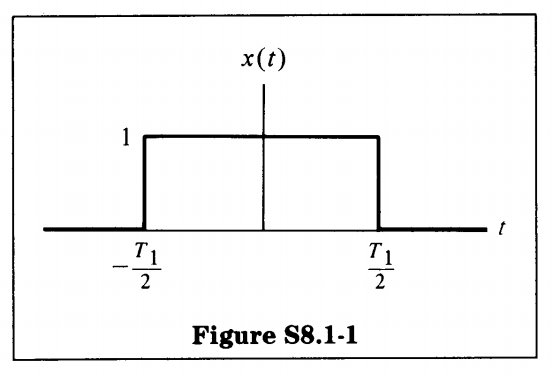 x(t)
1
t
-T₁/2
T₁/2
Figure S8.1-1